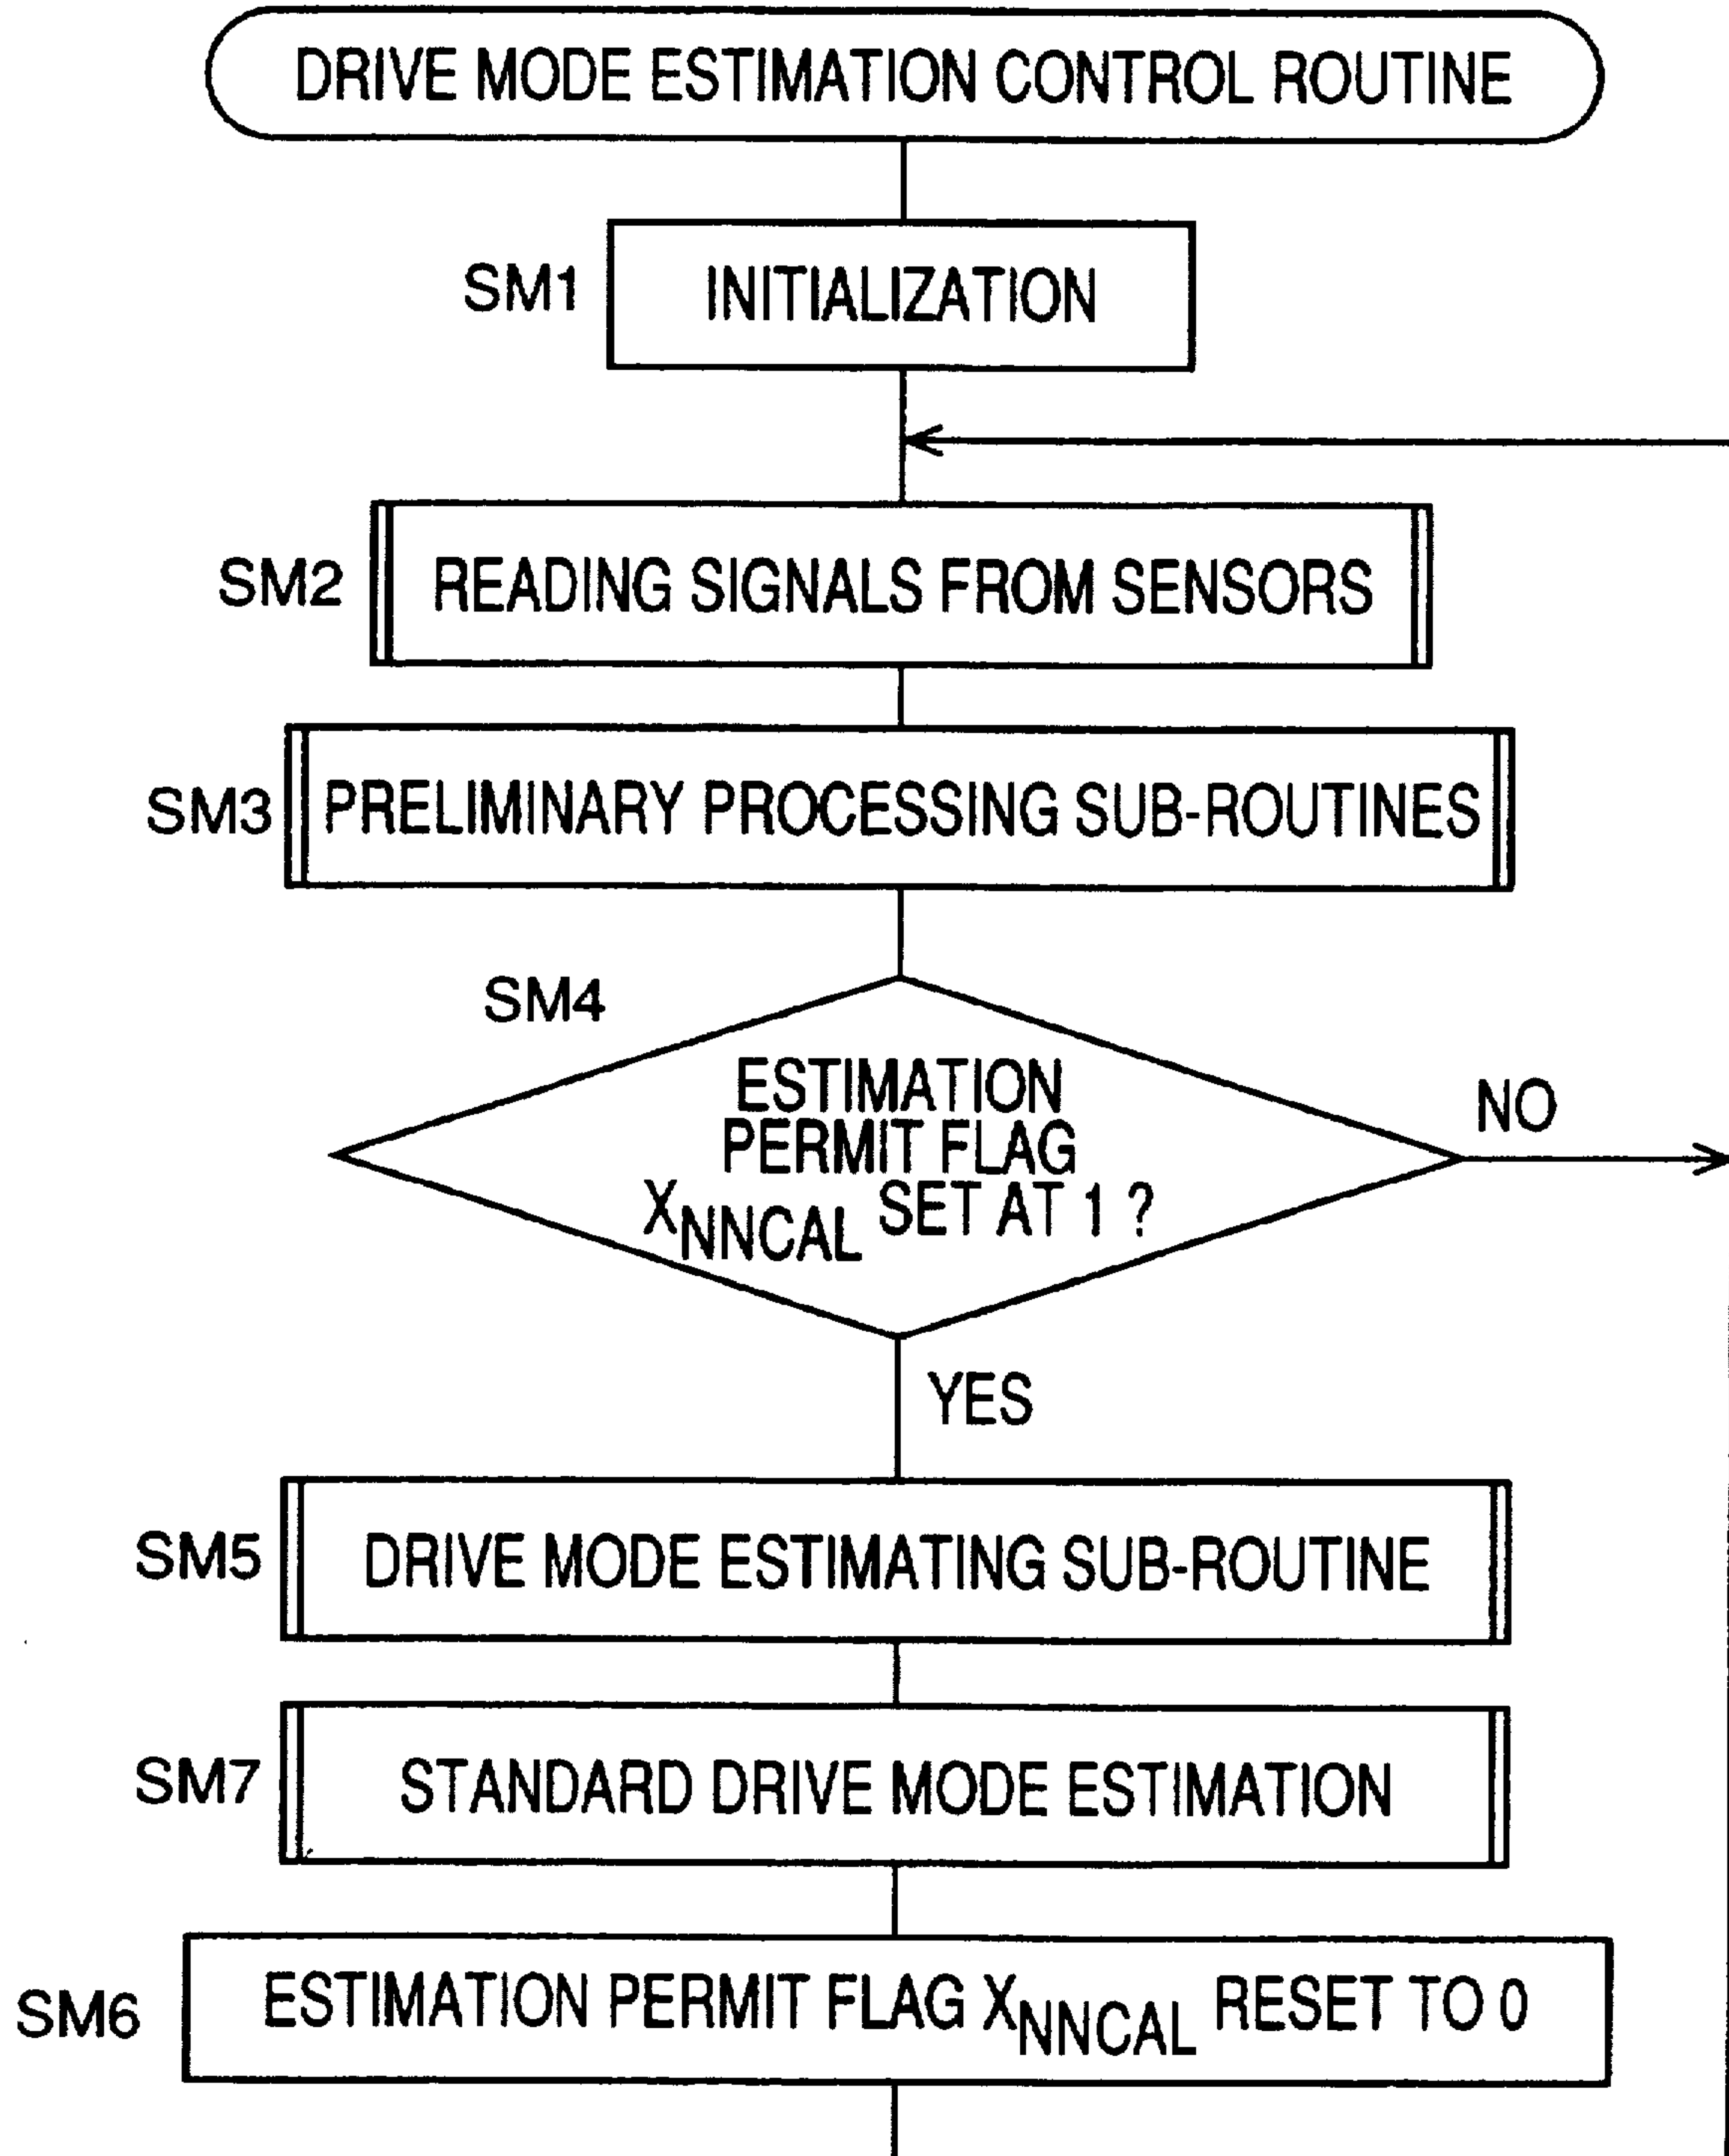 DRIVE MODE ESTIMATION CONTROL ROUTINE
SM1 INITIALIZATION
SM2 READING SIGNALS FROM SENSORS
SM3 PRELIMINARY PROCESSING SUB-ROUTINES
SM4
ESTIMATION
PERMIT FLAG
NO
XNNCAL SET AT 1 ?
YES
SM5 DRIVE MODE ESTIMATING SUB-ROUTINE
SM7 STANDARD DRIVE MODE ESTIMATION
SM6 ESTIMATION PERMIT FLAG XNNCAL RESET TO 0